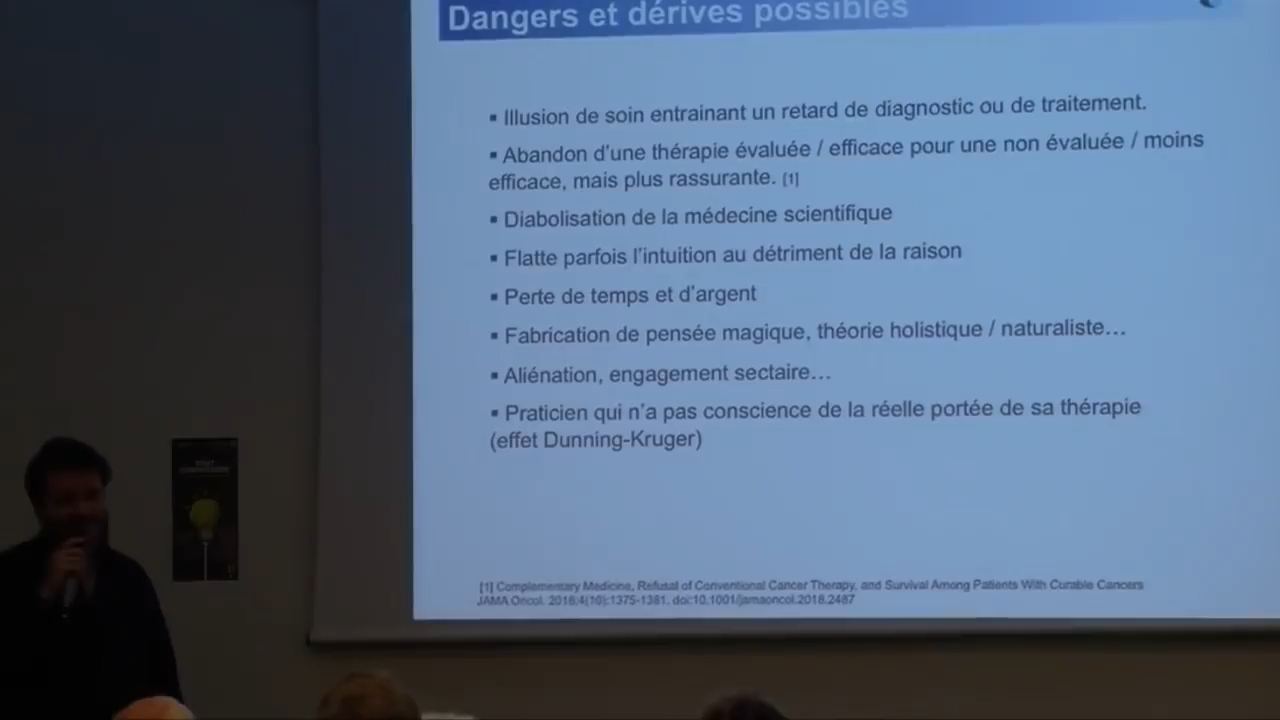 Dangers et dérives possibles
▪ Illusion de soin entrainant un retard de diagnostic ou de traitement.
▪ Abandon d'une thérapie évaluée / efficace pour une non évaluée / moins
efficace, mais plus rassurante. [1]
▪ Diabolisation de la médecine scientifique
▪ Flatte parfois l'intuition au détriment de la raison
▪ Perte de temps et d'argent
▪ Fabrication de pensée magique, théorie holistique / naturaliste…
▪ Aliénation, engagement sectaire…
▪ Praticien qui n'a pas conscience de la réelle portée de sa thérapie
(effet Dunning-Kruger)
[1] Complementary Medicine, Refusal of Conventional Cancer Therapy, and Survival Among Patients With Curable Cancers
JAMA Oncol. 2018;4(10):1375-1381. doi:10.1001/jamaoncol.2018.2487